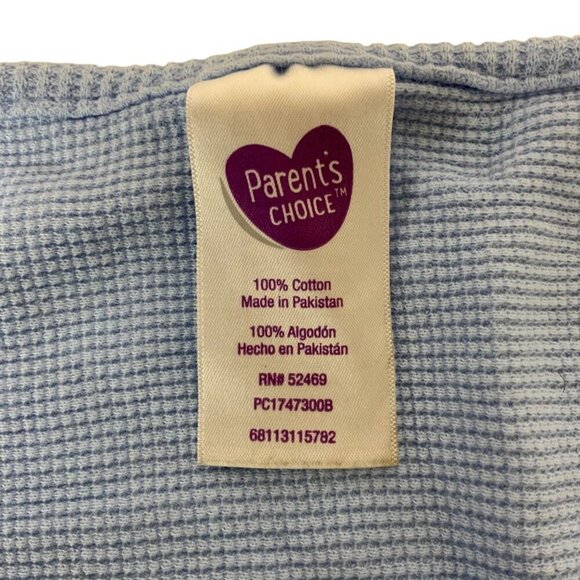 Parent's
CHOICE™
100% Cotton
Made in Pakistan
100% Algodón
Hecho en Pakistán
RN# 52469
PC1747300B
68113115782